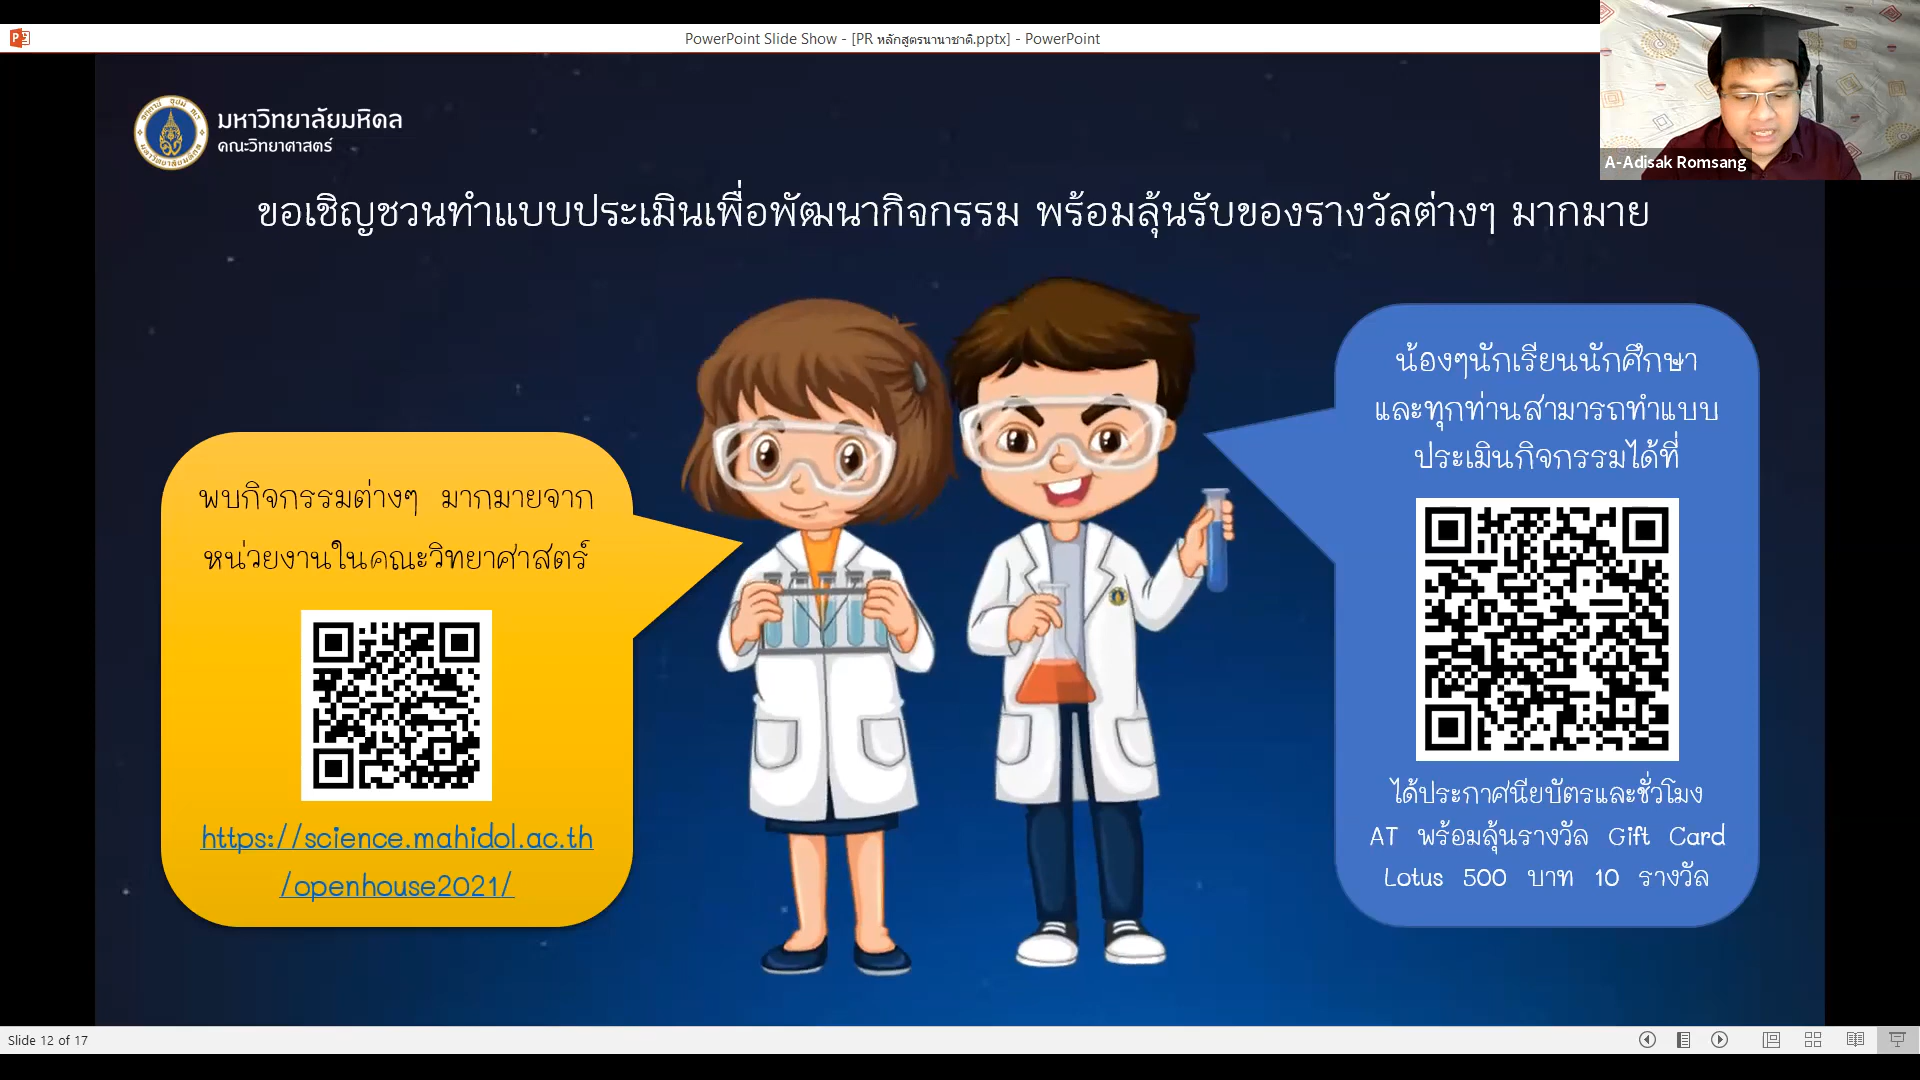 PowerPoint Slide Show - [PR หลักสูตรนานาชาติ.pptx] - PowerPoint
A-Adisak Romsang
มหาวิทยาลัยมหิดล
คณะวิทยาศาสตร์
ขอเชิญชวนทำแบบประเมินเพื่อพัฒนากิจกรรม พร้อมลุ้นรับของรางวัลต่างๆ มากมาย
พบกิจกรรมต่างๆ มากมายจาก
หน่วยงานในคณะวิทยาศาสตร์
https://science.mahidol.ac.th
/openhouse2021/
น้องๆนักเรียนนักศึกษา
และทุกท่านสามารถทำแบบ
ประเมินกิจกรรมได้ที่
ได้ประกาศนียบัตรและชั่วโมง
AT พร้อมลุ้นรางวัล Gift Card
Lotus 500 บาท 10 รางวัล
Slide 12 of 17